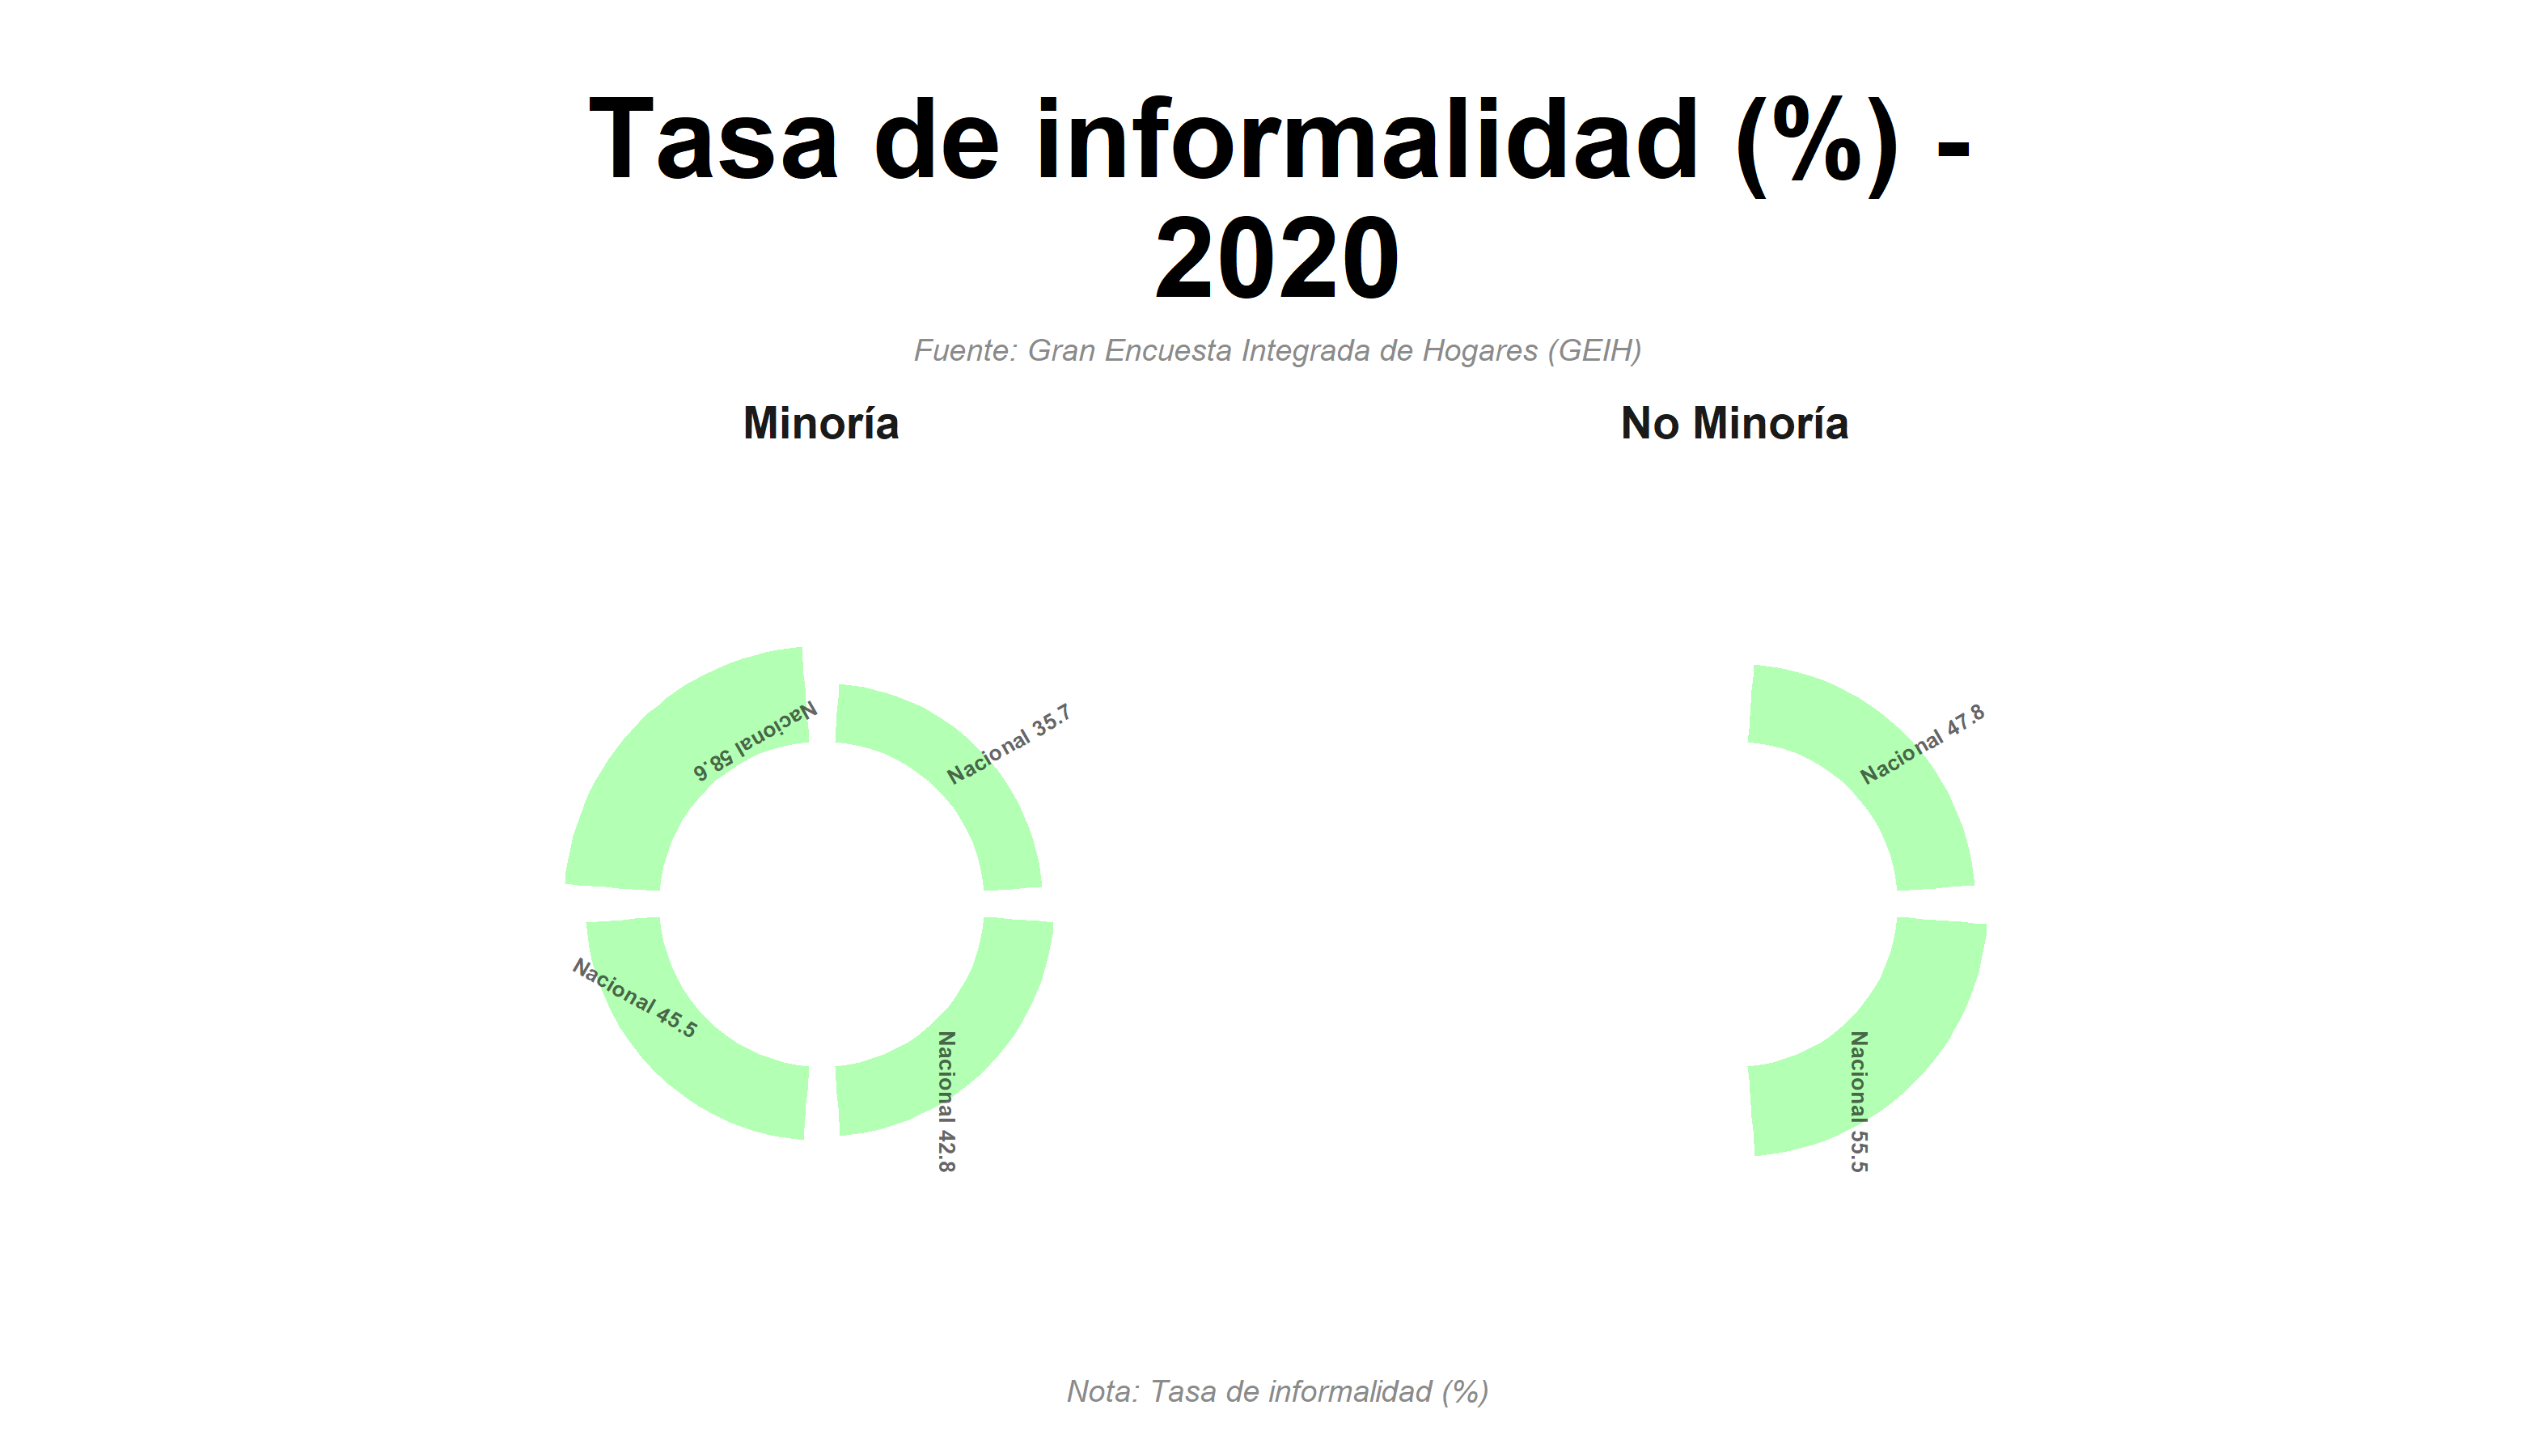 Tasa de informalidad (%) -
2020
Fuente: Gran Encuesta Integrada de Hogares (GEIH)
Minoría
No Minoría
Nacional 58.6
Nacional 35.7
Nacional 45.5
Nacional 42.8
Nacional 47.8
Nacional 55.5
Nota: Tasa de informalidad (%)